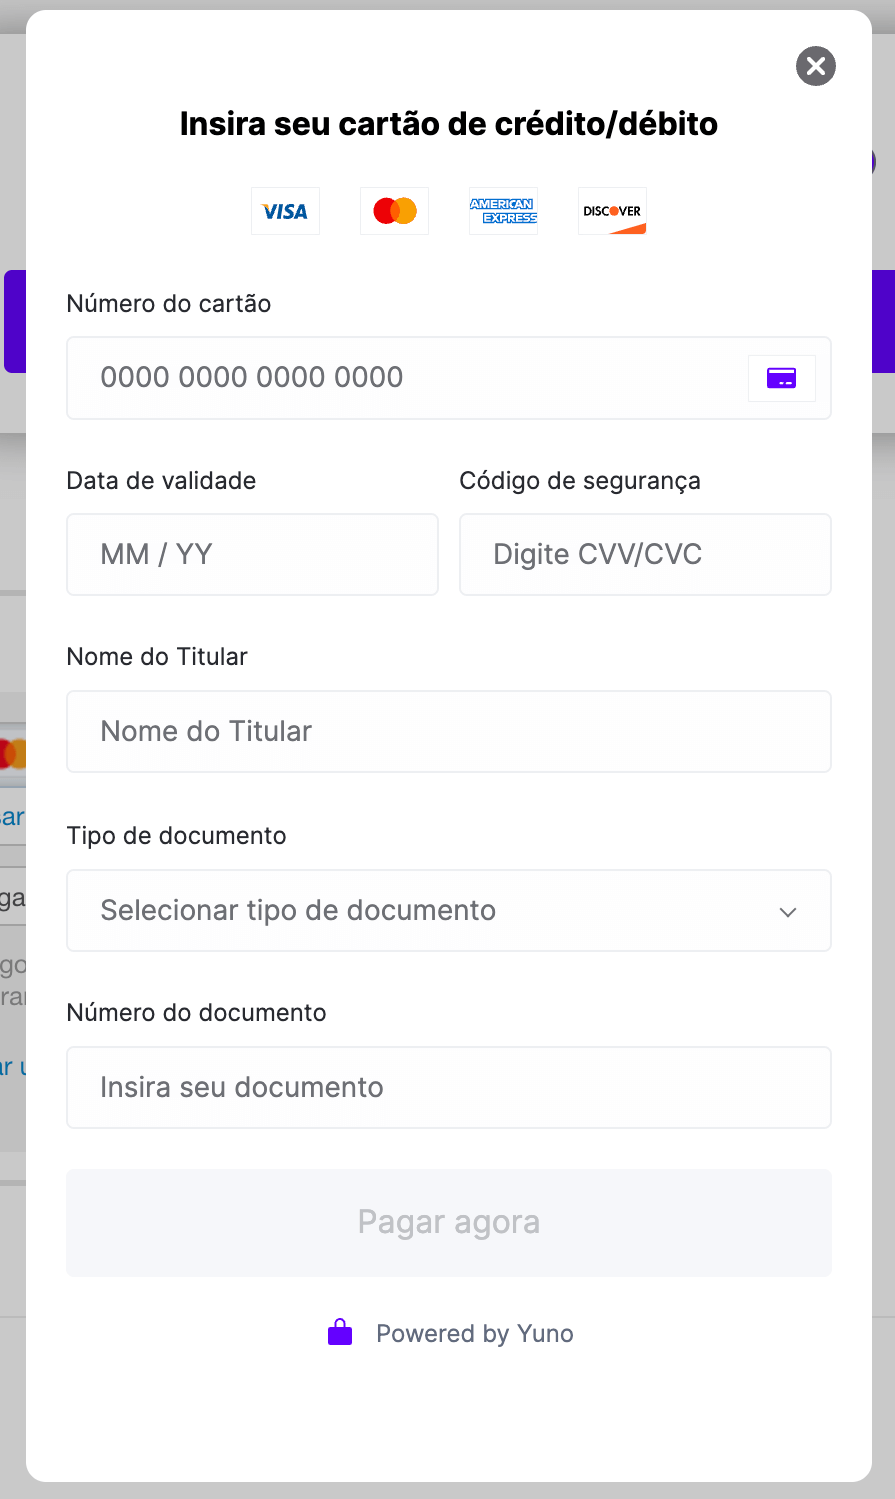 Insira seu cartão de crédito/débito
VISA
AMERICAN
EXPRESS
DISCOVER
Número do cartão
0000 0000 0000 0000
Data de validade
Código de segurança
MM / YY
Digite CVV/CVC
Nome do Titular
Nome do Titular
Tipo de documento
Selecionar tipo de documento
Número do documento
Insira seu documento
Pagar agora
Powered by Yuno